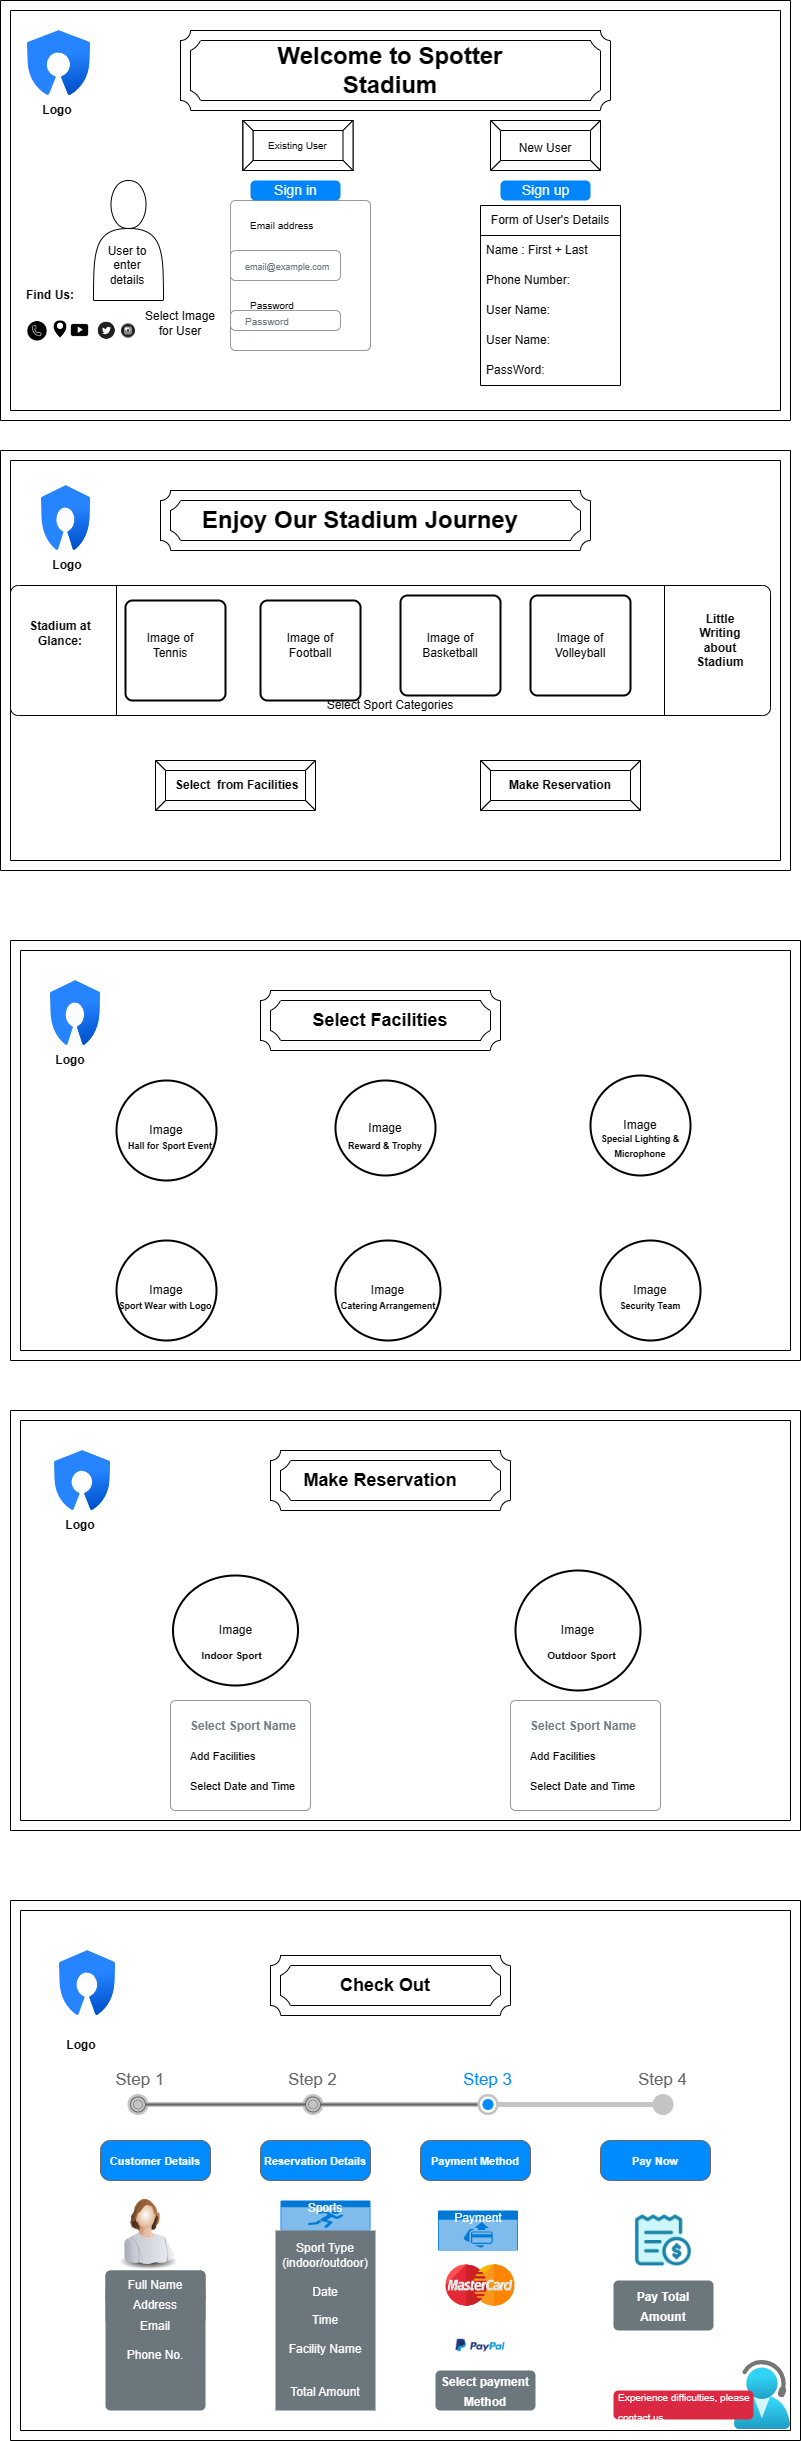 Welcome to Spotter
Stadium
Logo
Existing User
New User
Sign in
Sign up
Email address
email@example.com
Password
Password
Form of User's Details
Name : First + Last
Phone Number:
User Name:
User Name:
PassWord:
User to
enter
details
Find Us:
Select Image
for User
Enjoy Our Stadium Journey
Logo
Stadium at
Glance:
Image of
Tennis
Image of
Football
Image of
Basketball
Image of
Volleyball
Little
Writing
about
Stadium
Select Sport Categories
Select from Facilities
Make Reservation
Select Facilities
Logo
Image
Hall for Sport Event
Image
Reward & Trophy
Image
Special Lighting &
Microphone
Image
Sport Wear with Logo
Image
Catering Arrangement
Image
Security Team
Make Reservation
Logo
Image
Indoor Sport
Image
Outdoor Sport
Select Sport Name
Add Facilities
Select Date and Time
Select Sport Name
Add Facilities
Select Date and Time
Check Out
Logo
Step 1
Step 2
Step 3
Step 4
Customer Details
Reservation Details
Payment Method
Pay Now
Full Name
Address
Email
Phone No.
Sports
Sport Type
(indoor/outdoor)
Date
Time
Facility Name
Total Amount
Payment
MasterCard
PayPal
Select payment
Method
Pay Total
Amount
Experience difficulties, please
contact us